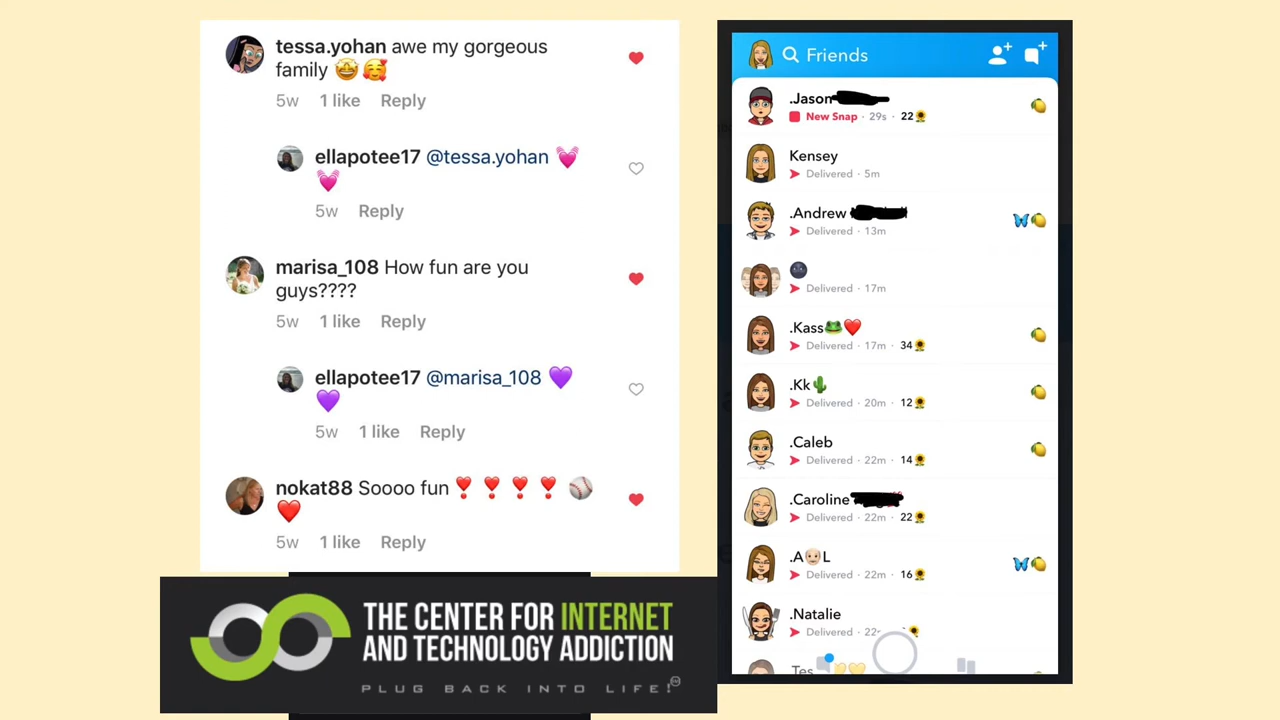 tessa.yohan awe my gorgeous
family 🤩🥰
5w 1 like Reply
ellapotee17 @tessa.yohan 💓
💓
5w Reply
marisa_108 How fun are you
guys????
5w 1 like Reply
ellapotee17 @marisa_108 💜
💜
5w 1 like Reply
nokat88 Soooo fun ❣️❣️❣️❣️⚾
❤️
5w 1 like Reply
THE CENTER FOR INTERNET
AND TECHNOLOGY ADDICTION
PLUG BACK INTO LIFE!
Friends
.Jason
New Snap · 29s · 22🌻
Kensey
Delivered · 5m
.Andrew
Delivered · 13m
🌚
Delivered · 17m
.Kass🐸❤️
Delivered · 17m · 34🌻
.Kk🌵
Delivered · 20m · 12🌻
.Caleb
Delivered · 22m · 14🌻
.Caroline
Delivered · 22m · 22🌻
.A👴🏻L
Delivered · 22m · 16🌻
.Natalie
Delivered · 22
Tes